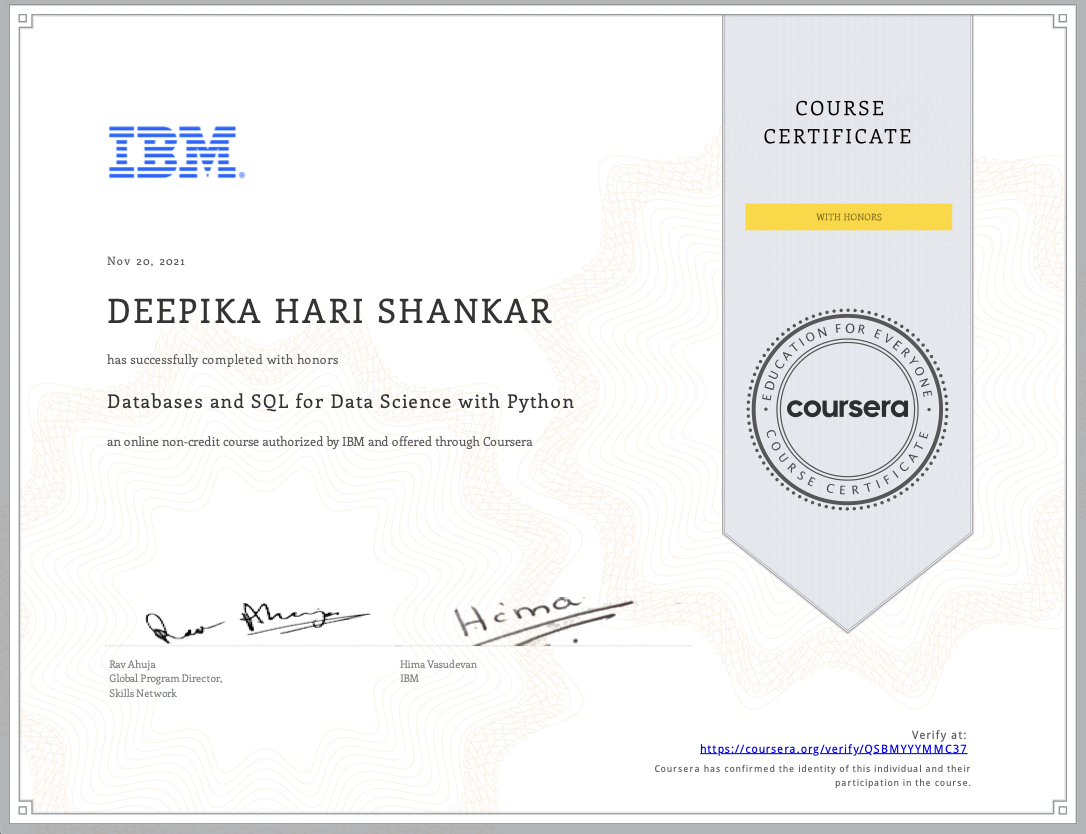 COURSE
CERTIFICATE
IBM®
WITH HONORS
Nov 20, 2021
DEEPIKA HARI SHANKAR
has successfully completed with honors
Databases and SQL for Data Science with Python
an online non-credit course authorized by IBM and offered through Coursera
EDUCATION FOR EVERYONE
coursera
COURSE CERTIFICATE
Rav Ahuja
Hima
Rav Ahuja
Global Program Director,
Skills Network
Hima Vasudevan
IBM
Verify at:
https://coursera.org/verify/QSBMYYYMMC37
Coursera has confirmed the identity of this individual and their
participation in the course.